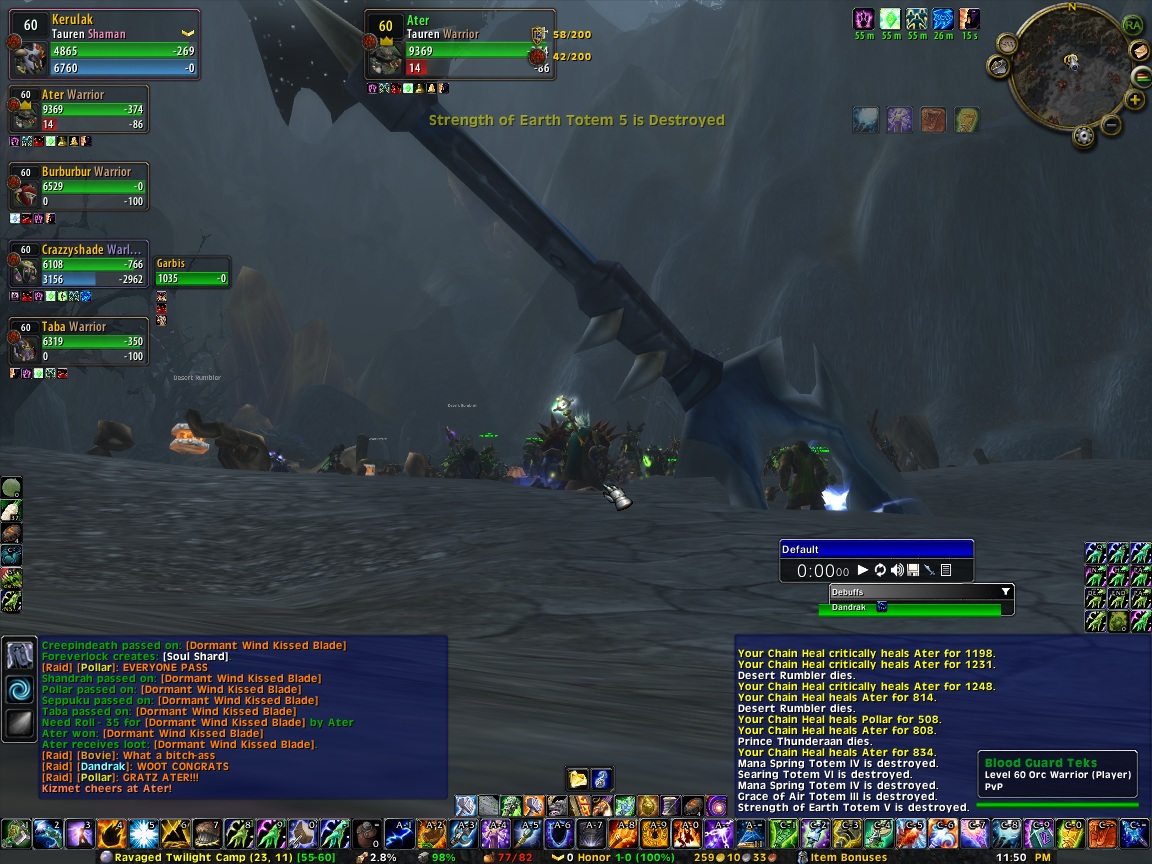 60
Kerulak
Tauren Shaman
4865 -269
6760 -0
60
Ater
Tauren Warrior
9369
14 -86
58/200
42/200
55 m 55 m 55 m 26 m 15 s
N
RA
60 Ater Warrior
9369 -374
14 -86
Strength of Earth Totem 5 is Destroyed
60 Burburbur Warrior
6529 -0
0 -100
60 Crazzyshade Warl...
6108 -766
3156 -2962
Garbis
1035 -0
60 Taba Warrior
6319 -350
0 -100
Desert Rumbler
Default
0:00 00
Debuffs
Dandrak
Creepindeath passed on: [Dormant Wind Kissed Blade]
Foreverlock creates: [Soul Shard].
[Raid] [Pollar]: EVERYONE PASS
Shandrah passed on: [Dormant Wind Kissed Blade]
Pollar passed on: [Dormant Wind Kissed Blade]
Seppuku passed on: [Dormant Wind Kissed Blade]
Taba passed on: [Dormant Wind Kissed Blade]
Need Roll - 35 for [Dormant Wind Kissed Blade] by Ater
Ater won: [Dormant Wind Kissed Blade]
Ater receives loot: [Dormant Wind Kissed Blade].
[Raid] [Bovie]: What a bitch-ass
[Raid] [Dandrak]: WOOT CONGRATS
[Raid] [Pollar]: GRATZ ATER!!!
Kizmet cheers at Ater!
Your Chain Heal critically heals Ater for 1198.
Your Chain Heal critically heals Ater for 1231.
Desert Rumbler dies.
Your Chain Heal critically heals Ater for 1248.
Your Chain Heal heals Ater for 814.
Desert Rumbler dies.
Your Chain Heal heals Pollar for 508.
Your Chain Heal heals Ater for 808.
Prince Thunderaan dies.
Your Chain Heal heals Ater for 834.
Mana Spring Totem IV is destroyed.
Searing Totem VI is destroyed.
Mana Spring Totem IV is destroyed.
Grace of Air Totem III is destroyed.
Strength of Earth Totem V is destroyed.
Blood Guard Teks
Level 60 Orc Warrior (Player)
PvP
Ravaged Twilight Camp (23, 11) [55-60]
2.8%
98%
77/82
0 Honor 1-0 (100%)
259 10 33
Item Bonuses
11:50 PM